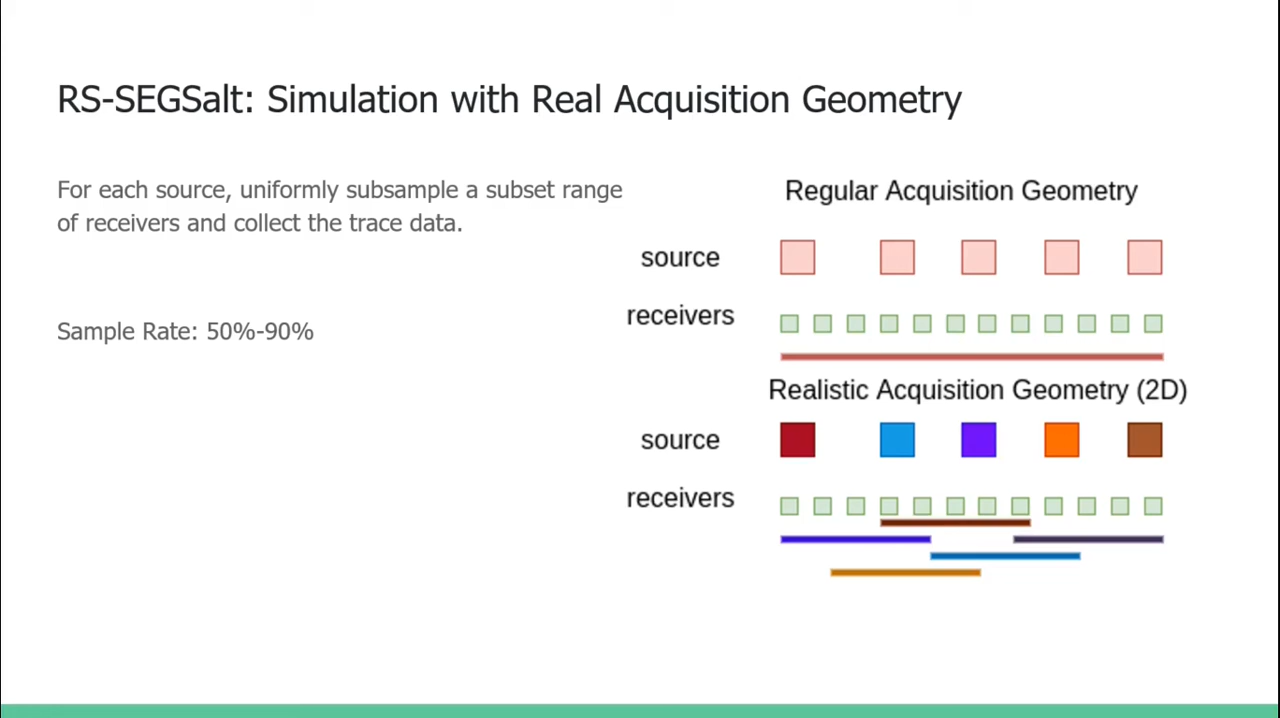 RS-SEGSalt: Simulation with Real Acquisition Geometry
For each source, uniformly subsample a subset range
of receivers and collect the trace data.
Sample Rate: 50%-90%
Regular Acquisition Geometry
source
receivers
Realistic Acquisition Geometry (2D)
source
receivers